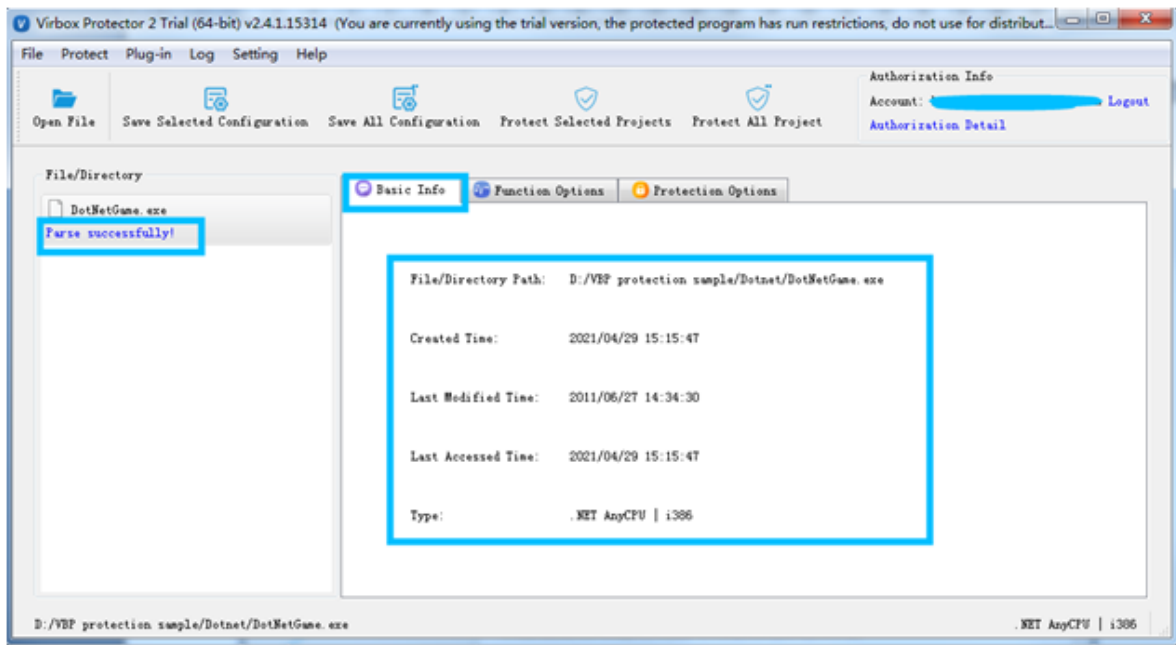 Virbox Protector 2 Trial (64-bit) v2.4.1.15314 (You are currently using the trial version, the protected program has run restrictions, do not use for distribut...
File Protect Plug-in Log Setting Help
Authorization Info
Account: Logout
Authorization Detail
Open File Save Selected Configuration Save All Configuration Protect Selected Projects Protect All Project
File/Directory
DotNetGame.exe
Parse successfully!
Basic Info Function Options Protection Options
File/Directory Path: D:/VBP protection sample/Dotnet/DotNetGame.exe
Created Time: 2021/04/29 15:15:47
Last Modified Time: 2011/06/27 14:34:30
Last Accessed Time: 2021/04/29 15:15:47
Type: .NET AnyCPU | i386
D:/VBP protection sample/Dotnet/DotNetGame.exe .NET AnyCPU | i386